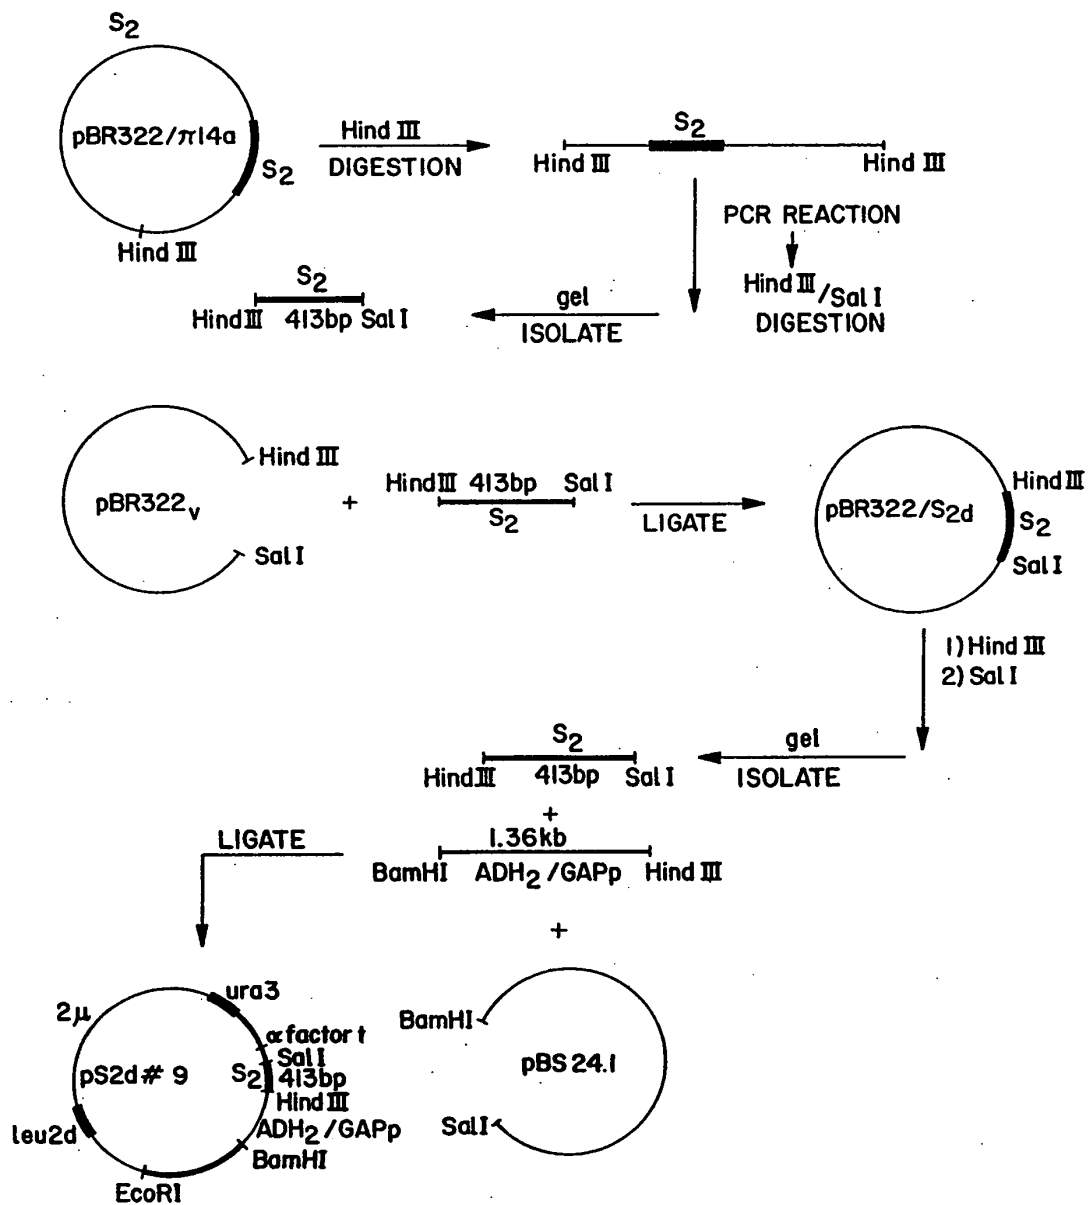 S2
pBR322/π14a
S2
Hind III
Hind III
DIGESTION
S2
Hind III
Hind III
PCR REACTION
Hind III/Sal I
DIGESTION
gel
ISOLATE
S2
Hind III 413bp Sal I
pBR322v
Hind III
Sal I
+
Hind III 413bp Sal I
S2
LIGATE
pBR322/S2d
Hind III
S2
Sal I
1) Hind III
2) Sal I
gel
ISOLATE
S2
Hind III 413bp Sal I
+
1.36kb
BamHI ADH2/GAPp Hind III
LIGATE
+
2μ
ura3
α factor t
Sal I
S2 413bp
Hind III
ADH2/GAPp
BamHI
EcoRI
leu2d
pS2d# 9
BamHI
pBS 24.1
Sal I